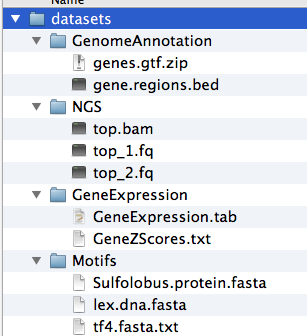 datasets
GenomeAnnotation
genes.gtf.zip
gene.regions.bed
NGS
top.bam
top_1.fq
top_2.fq
GeneExpression
GeneExpression.tab
GeneZScores.txt
Motifs
Sulfolobus.protein.fasta
lex.dna.fasta
tf4.fasta.txt